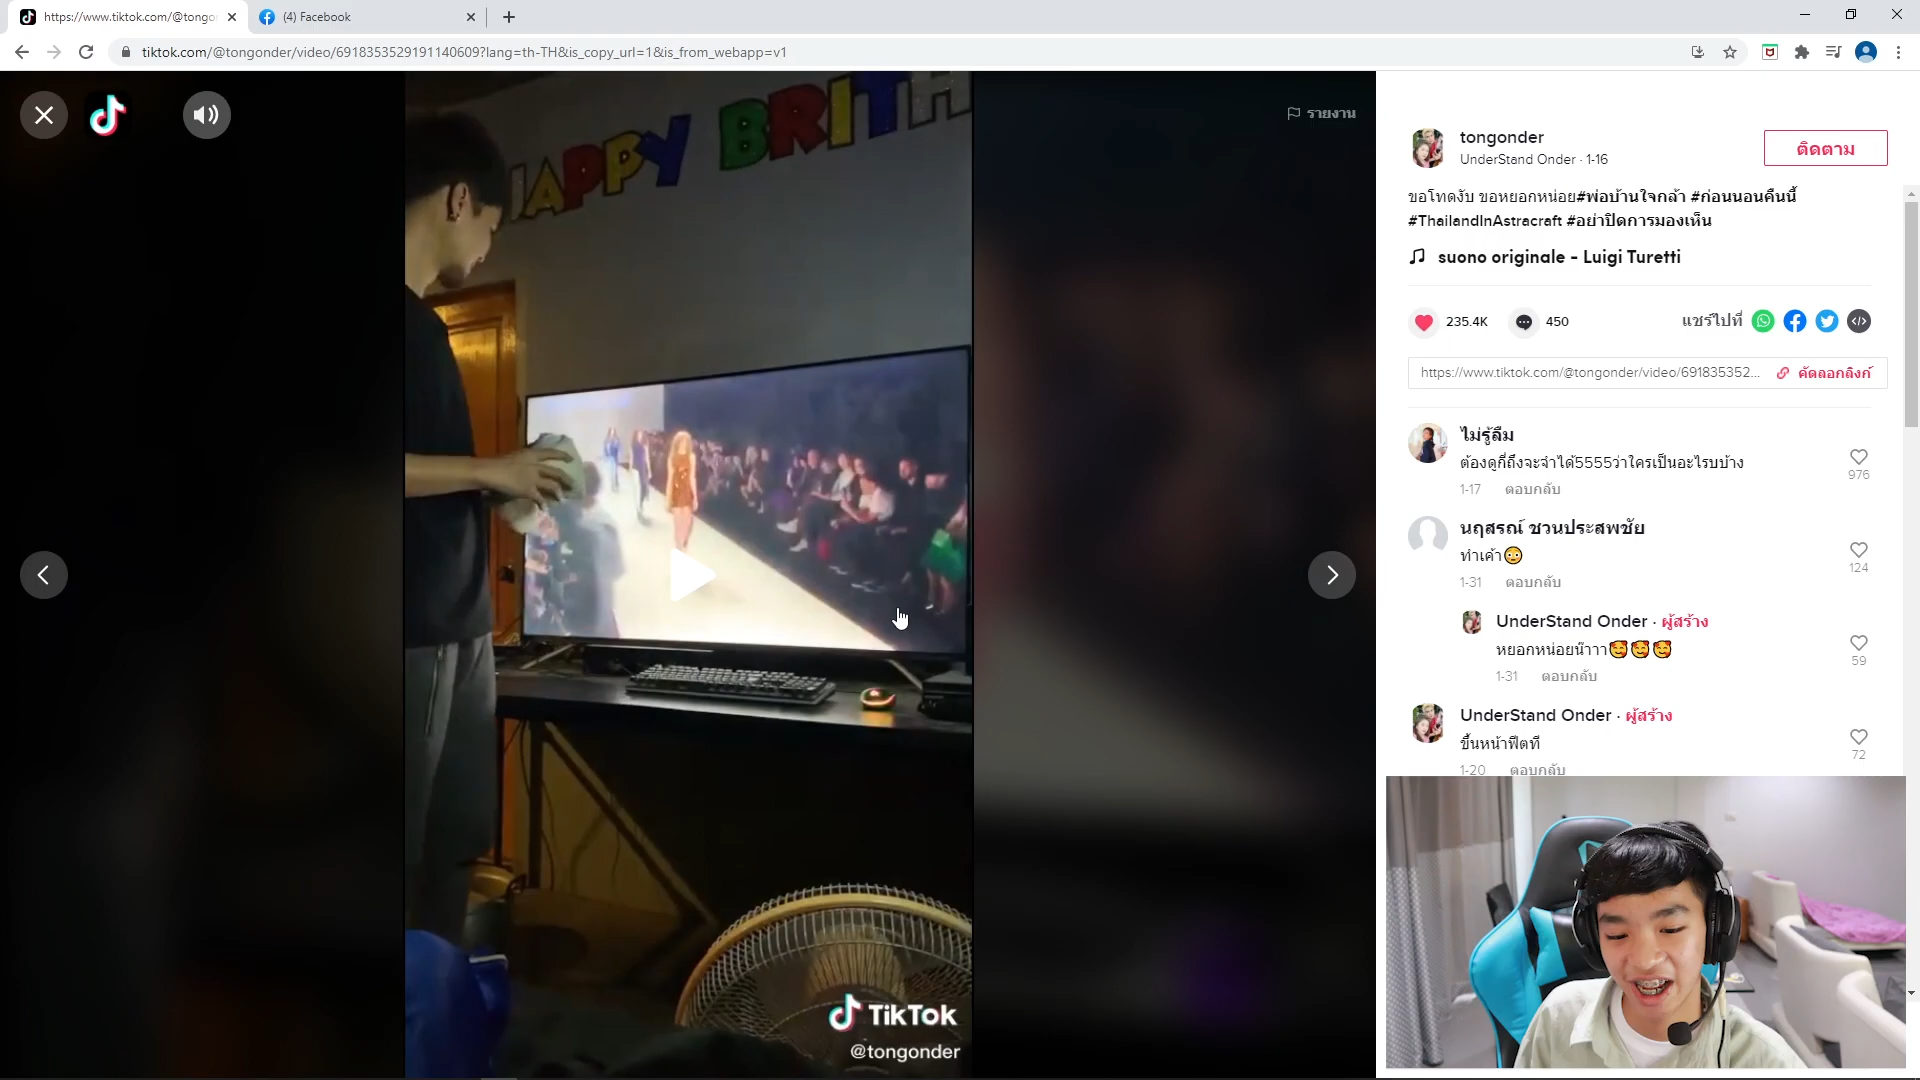 https://www.tiktok.com/@tongo
(4) Facebook
tiktok.com/@tongonder/video/6918353529191140609?lang=th-TH&is_copy_url=1&is_from_webapp=v1
HAPPY BRITH
รายงาน
tongonder
UnderStand Onder · 1-16
ติดตาม
ขอโทดงับ ขอหยอกหน่อย#พ่อบ้านใจกล้า #ก่อนนอนคืนนี้
#ThailandInAstracraft #อย่าปิดการมองเห็น
suono originale - Luigi Turetti
235.4K
450
แชร์ไปที่
https://www.tiktok.com/@tongonder/video/691835352...
คัดลอกลิงก์
ไม่รู้ลืม
ต้องดูกี่ถึงจะจำได้5555ว่าใครเป็นอะไรบบ้าง
976
1-17 ตอบกลับ
นฤสรณ์ ชวนประสพชัย
ทำเค้า😳
124
1-31 ตอบกลับ
UnderStand Onder · ผู้สร้าง
หยอกหน่อยน๊าาา🥰🥰🥰
59
1-31 ตอบกลับ
UnderStand Onder · ผู้สร้าง
ขึ้นหน้าฟีตที
72
1-20 ตอบกลับ
TikTok
@tongonder